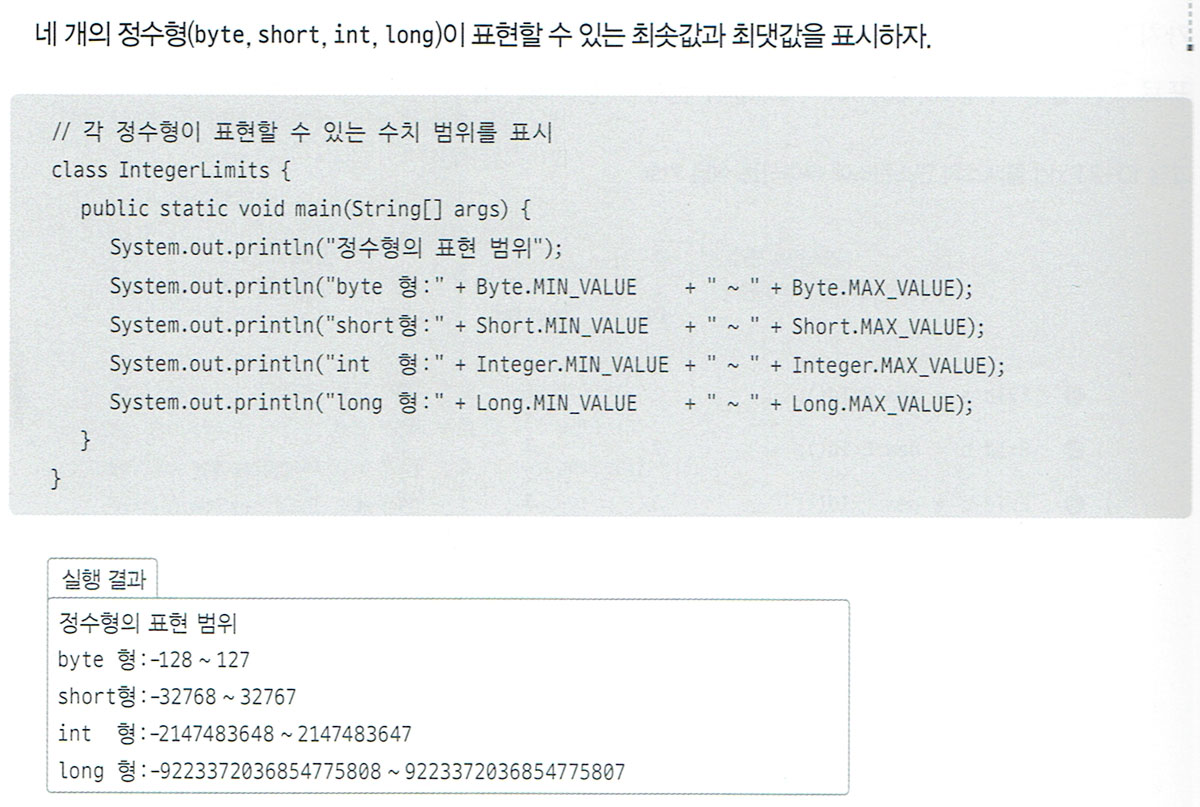 네 개의 정수형(byte, short, int, long)이 표현할 수 있는 최솟값과 최댓값을 표시하자.
// 각 정수형이 표현할 수 있는 수치 범위를 표시
class IntegerLimits {
  public static void main(String[] args) {
    System.out.println("정수형의 표현 범위");
    System.out.println("byte 형:" + Byte.MIN_VALUE    + " ~ " + Byte.MAX_VALUE);
    System.out.println("short형:" + Short.MIN_VALUE   + " ~ " + Short.MAX_VALUE);
    System.out.println("int  형:" + Integer.MIN_VALUE + " ~ " + Integer.MAX_VALUE);
    System.out.println("long 형:" + Long.MIN_VALUE    + " ~ " + Long.MAX_VALUE);
  }
}
실행 결과
정수형의 표현 범위
byte 형:-128 ~ 127
short형:-32768 ~ 32767
int  형:-2147483648 ~ 2147483647
long 형:-9223372036854775808 ~ 9223372036854775807